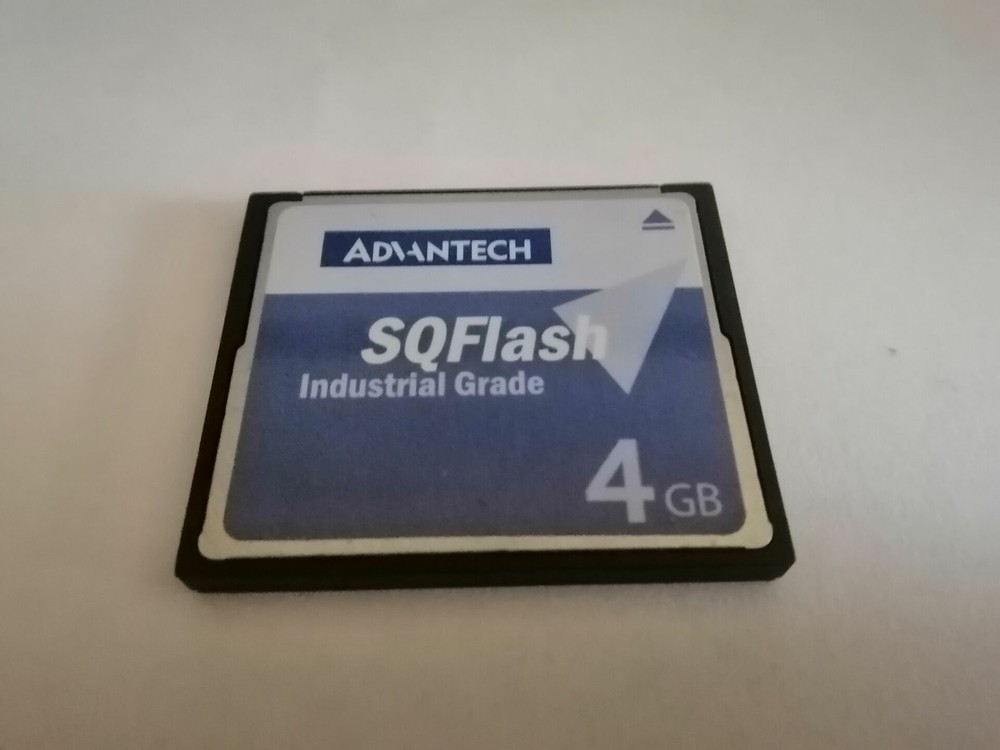 ADVANTECH
SQFlash
Industrial Grade
4 GB